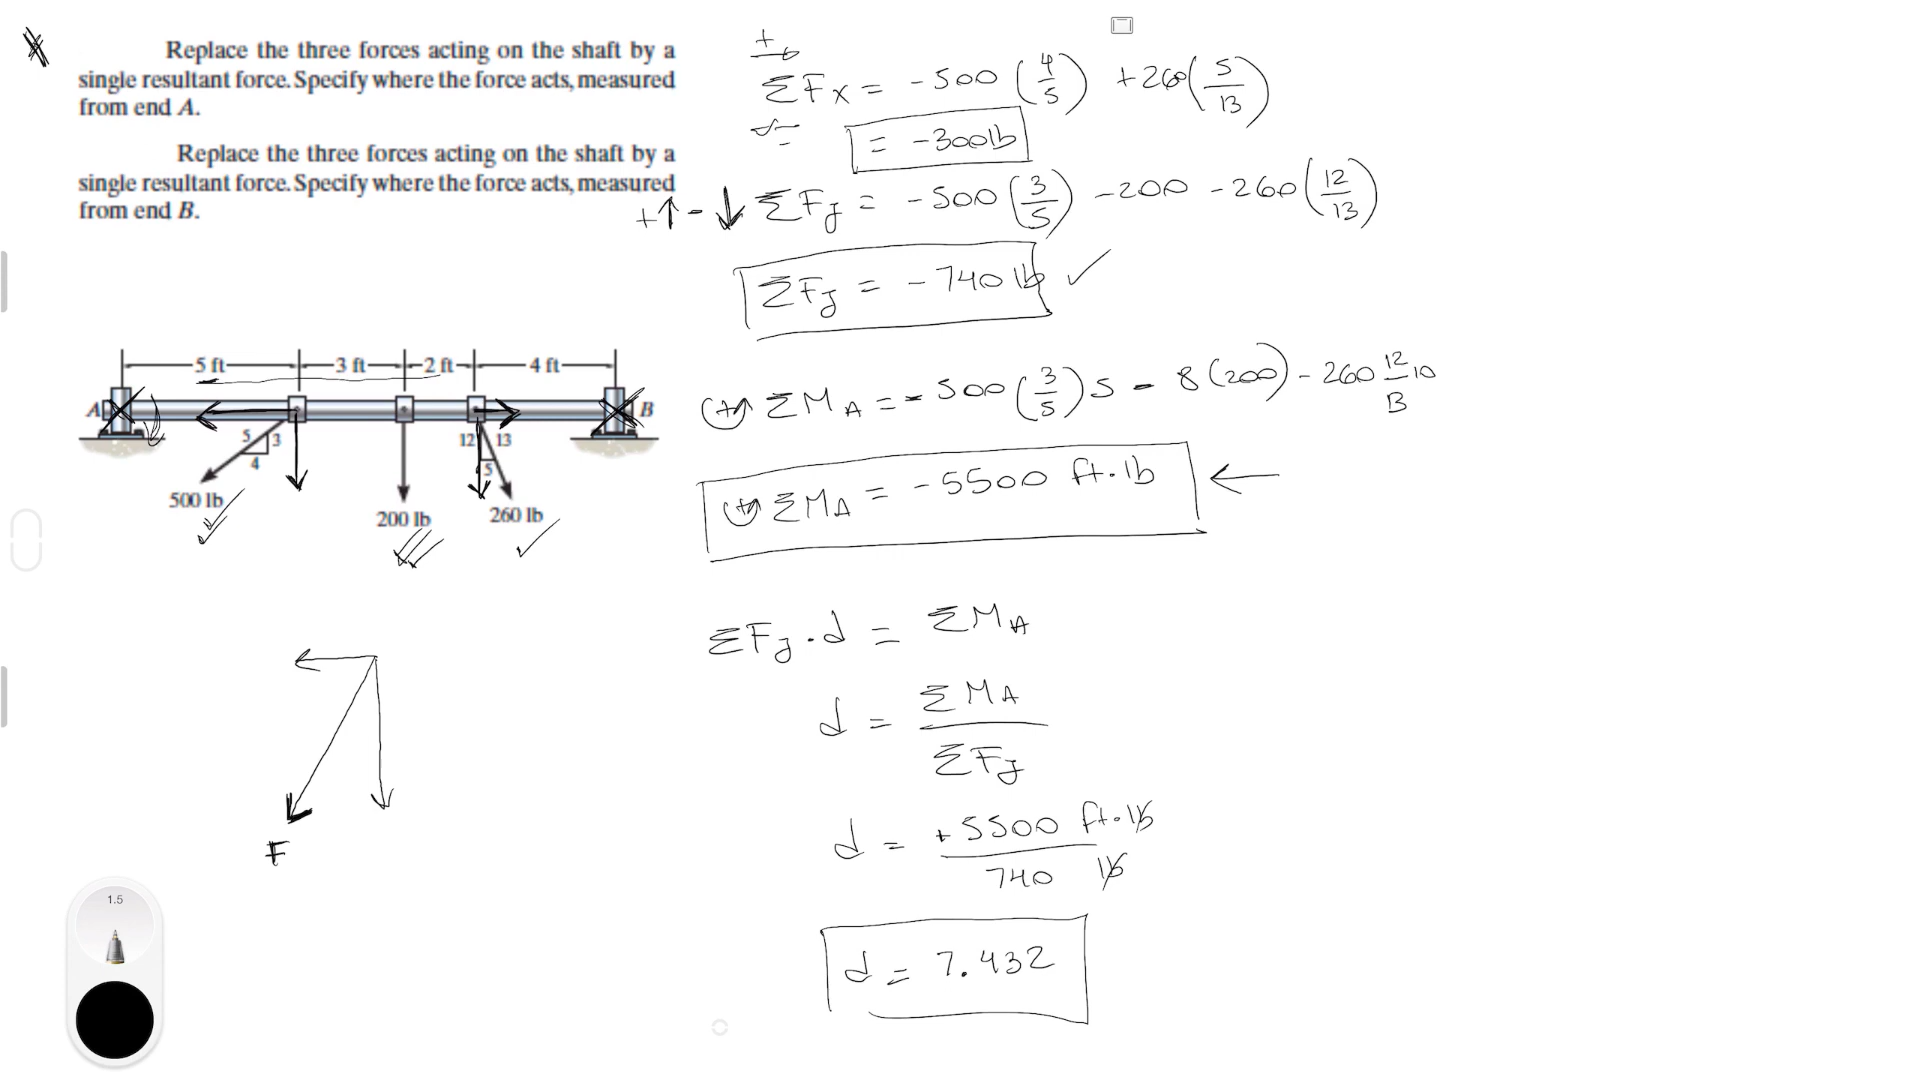 Replace the three forces acting on the shaft by a
single resultant force. Specify where the force acts, measured
from end A.
Replace the three forces acting on the shaft by a
single resultant force. Specify where the force acts, measured
from end B.
5 ft 3 ft 2 ft 4 ft
A B
5 3 4
12 13 5
500 lb
200 lb
260 lb
F
1.5
+
ΣFx = -500 (4/5) +260 (5/13)
= -300lb
+↑ - ↓ ΣFy = -500 (3/5) -200 -260 (12/13)
ΣFy = -740 lb ✓
+ ΣM A = -500 (3/5) 5 - 8 (200) - 260 12/13 10
+ ΣMA = -5500 ft.lb ←
ΣFy . d = ΣMA
d = ΣMA / ΣFy
d = +5500 ft.lb / 740 lb
d = 7.432